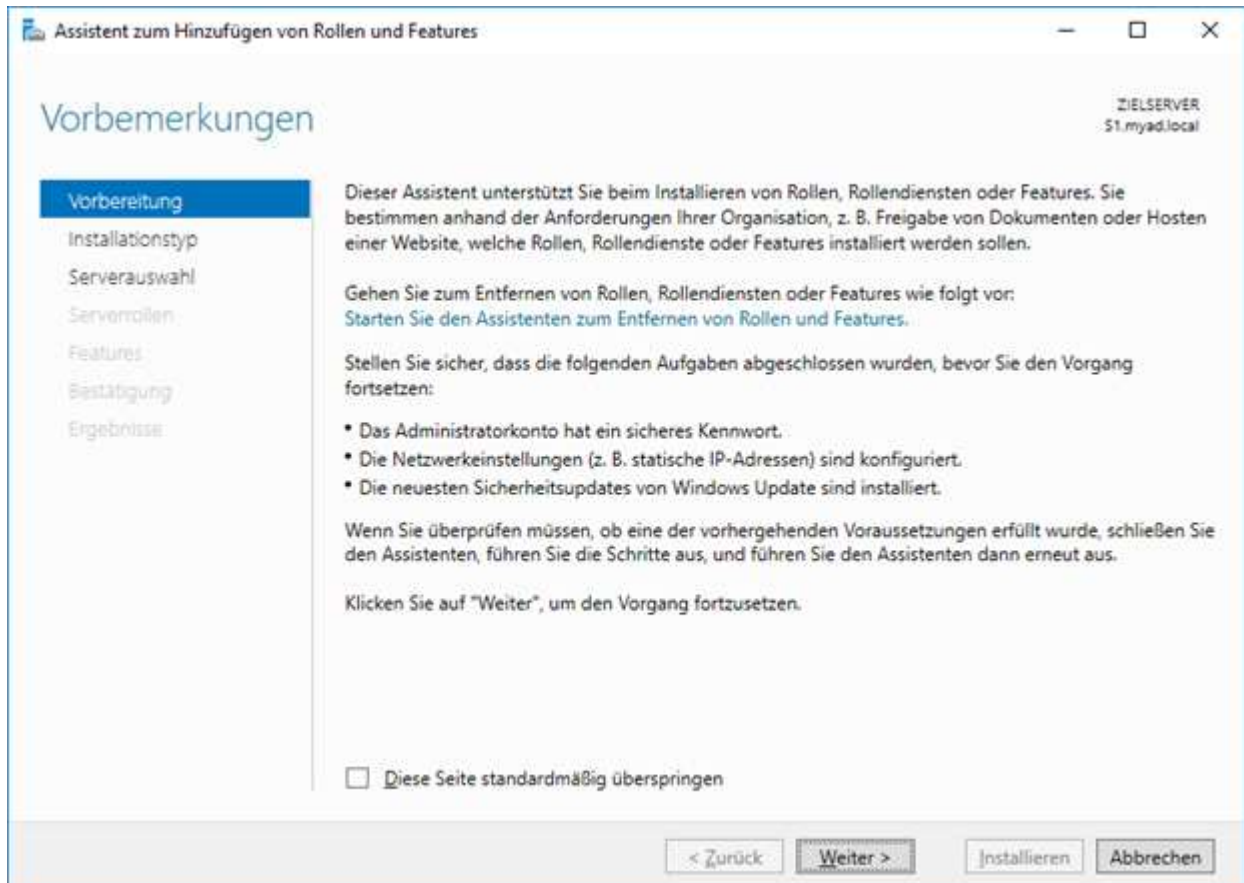 Assistent zum Hinzufügen von Rollen und Features
Vorbemerkungen
ZIELSERVER
S1.myad.local
Vorbereitung
Installationstyp
Serverauswahl
Serverrollen
Features
Bestätigung
Ergebnisse
Dieser Assistent unterstützt Sie beim Installieren von Rollen, Rollendiensten oder Features. Sie
bestimmen anhand der Anforderungen Ihrer Organisation, z. B. Freigabe von Dokumenten oder Hosten
einer Website, welche Rollen, Rollendienste oder Features installiert werden sollen.
Gehen Sie zum Entfernen von Rollen, Rollendiensten oder Features wie folgt vor:
Starten Sie den Assistenten zum Entfernen von Rollen und Features.
Stellen Sie sicher, dass die folgenden Aufgaben abgeschlossen wurden, bevor Sie den Vorgang
fortsetzen:
• Das Administratorkonto hat ein sicheres Kennwort.
• Die Netzwerkeinstellungen (z. B. statische IP-Adressen) sind konfiguriert.
• Die neuesten Sicherheitsupdates von Windows Update sind installiert.
Wenn Sie überprüfen müssen, ob eine der vorhergehenden Voraussetzungen erfüllt wurde, schließen Sie
den Assistenten, führen Sie die Schritte aus, und führen Sie den Assistenten dann erneut aus.
Klicken Sie auf "Weiter", um den Vorgang fortzusetzen.
Diese Seite standardmäßig überspringen
< Zurück Weiter > Installieren Abbrechen